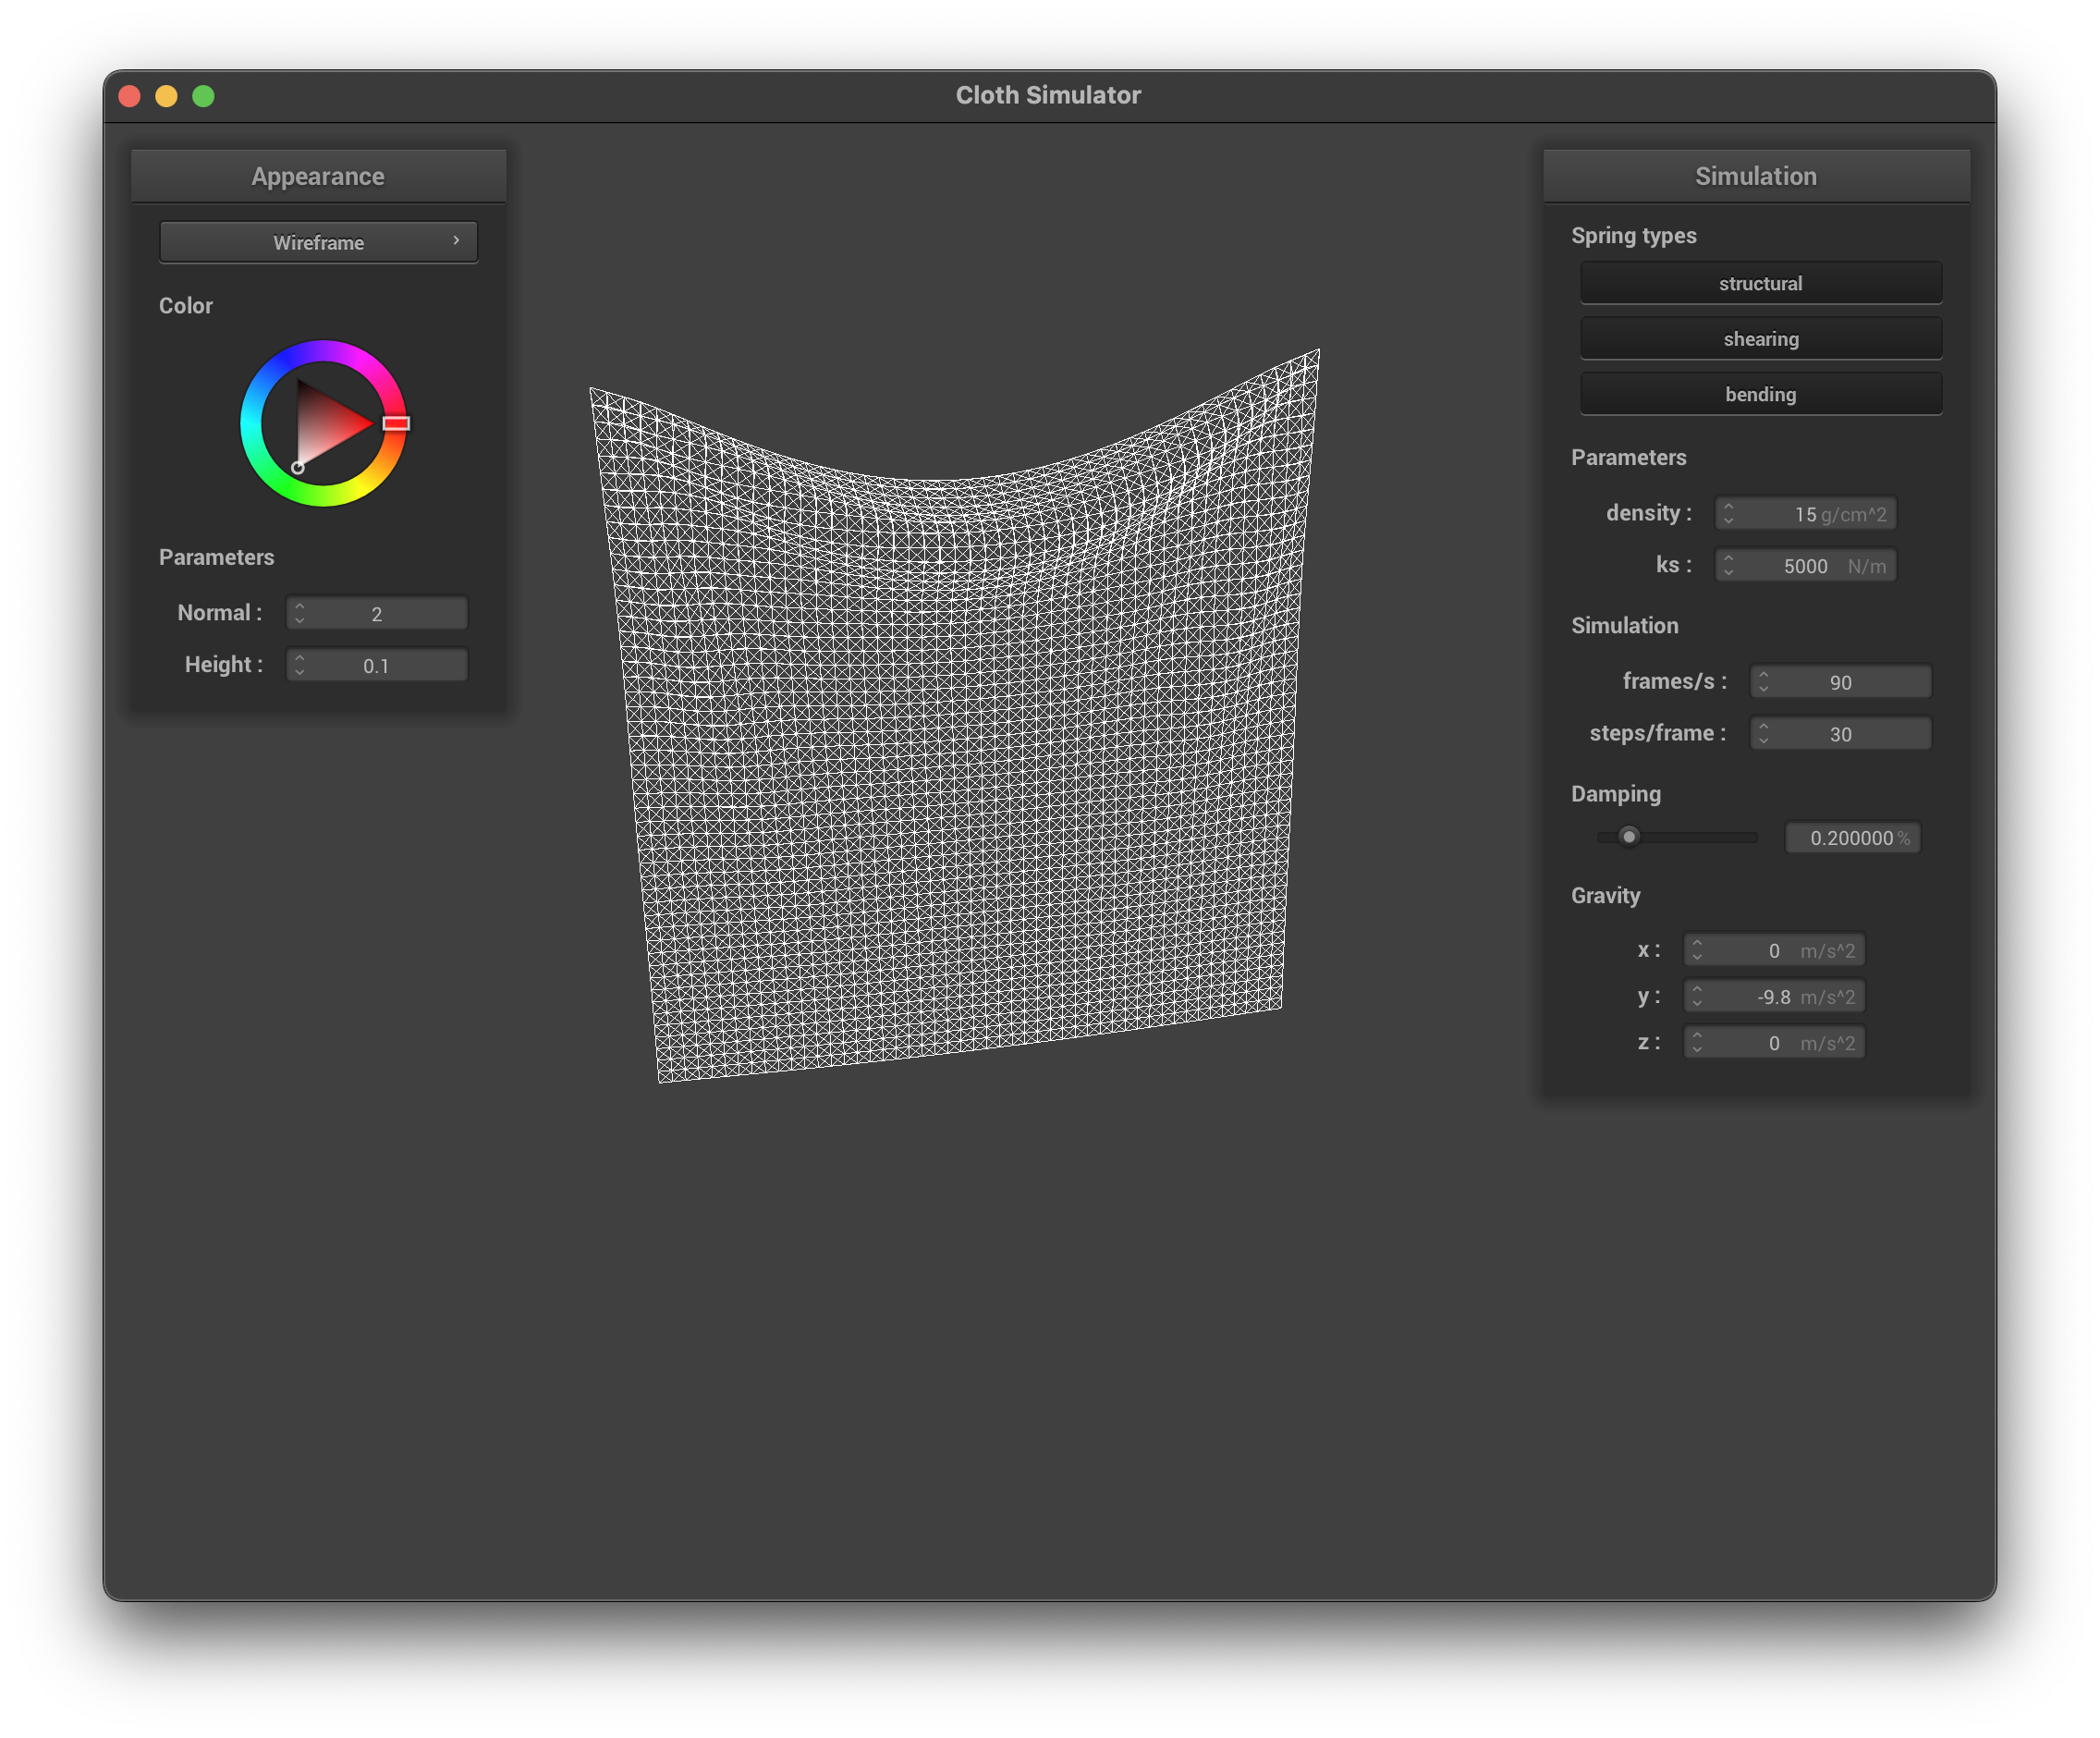 Cloth Simulator
Appearance
Wireframe
Color
Parameters
Normal : 2
Height : 0.1
Simulation
Spring types
structural
shearing
bending
Parameters
density : 15 g/cm^2
ks : 5000 N/m
Simulation
frames/s : 90
steps/frame : 30
Damping
0.200000 %
Gravity
x : 0 m/s^2
y : -9.8 m/s^2
z : 0 m/s^2